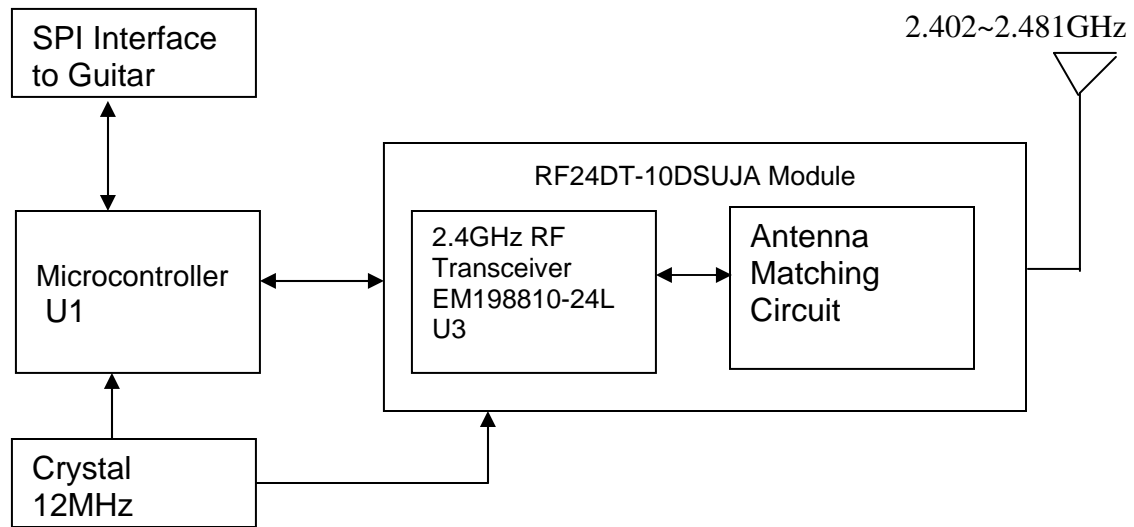 SPI Interface
to Guitar
2.402~2.481GHz
RF24DT-10DSUJA Module
2.4GHz RF
Transceiver
EM198810-24L
U3
Antenna
Matching
Circuit
Microcontroller
U1
Crystal
12MHz